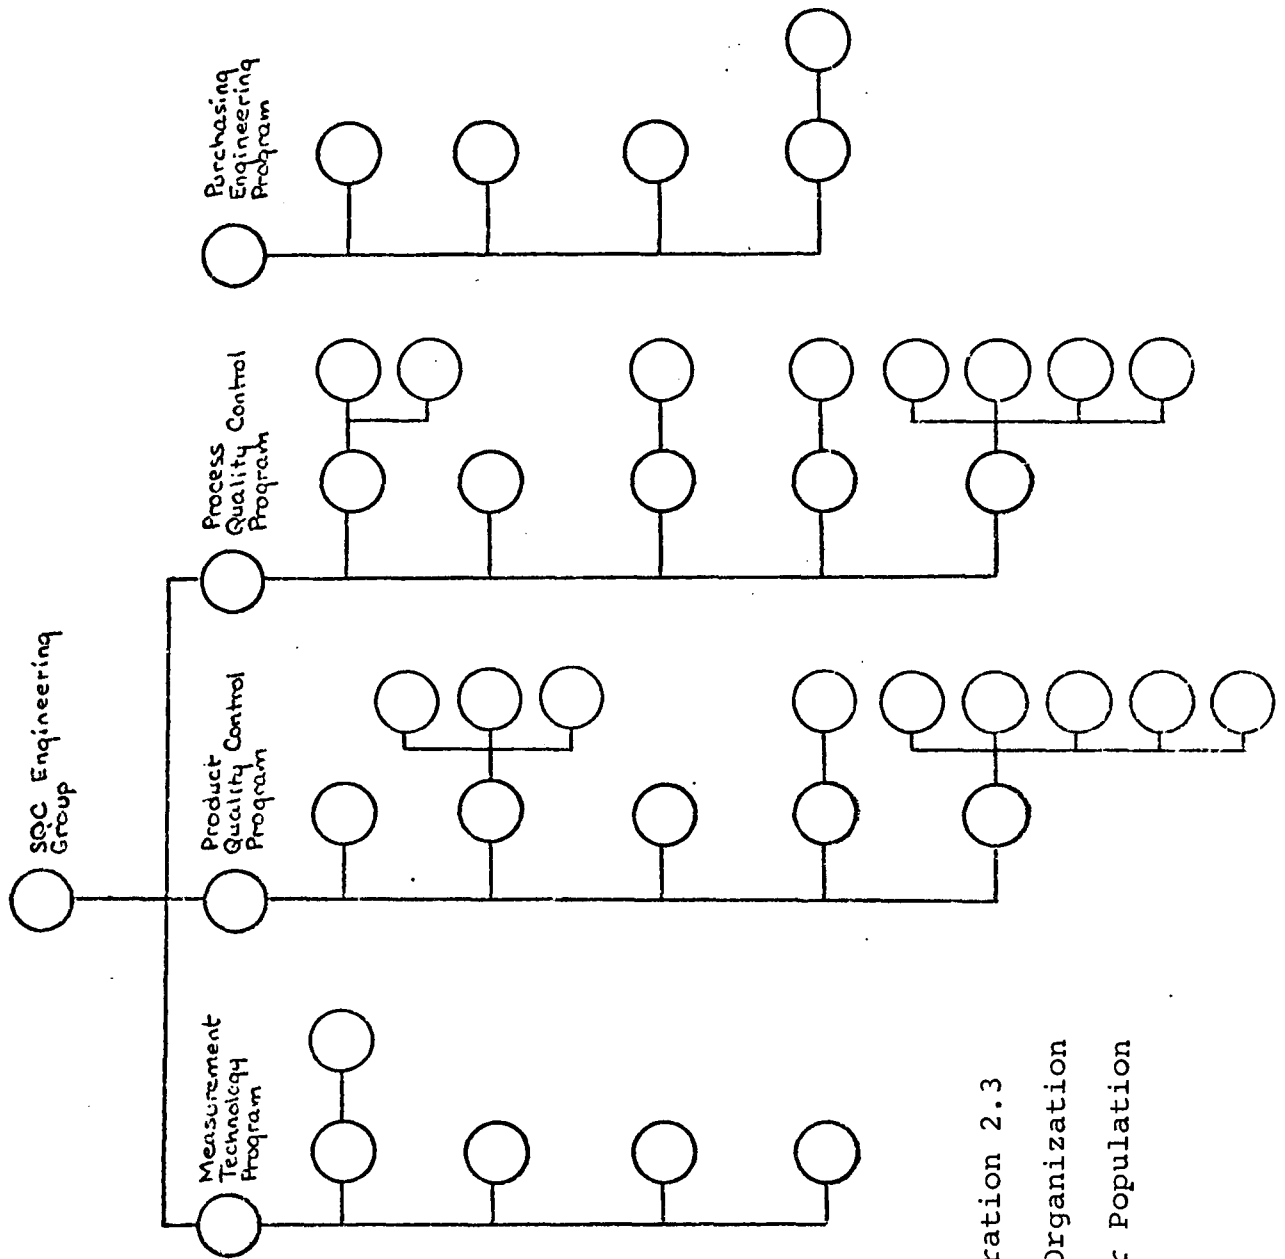 SQC Engineering
Group
Measurement
Technology
Program
Product
Quality Control
Program
Process
Quality Control
Program
Purchasing
Engineering
Program
ration 2.3
Organization
Population